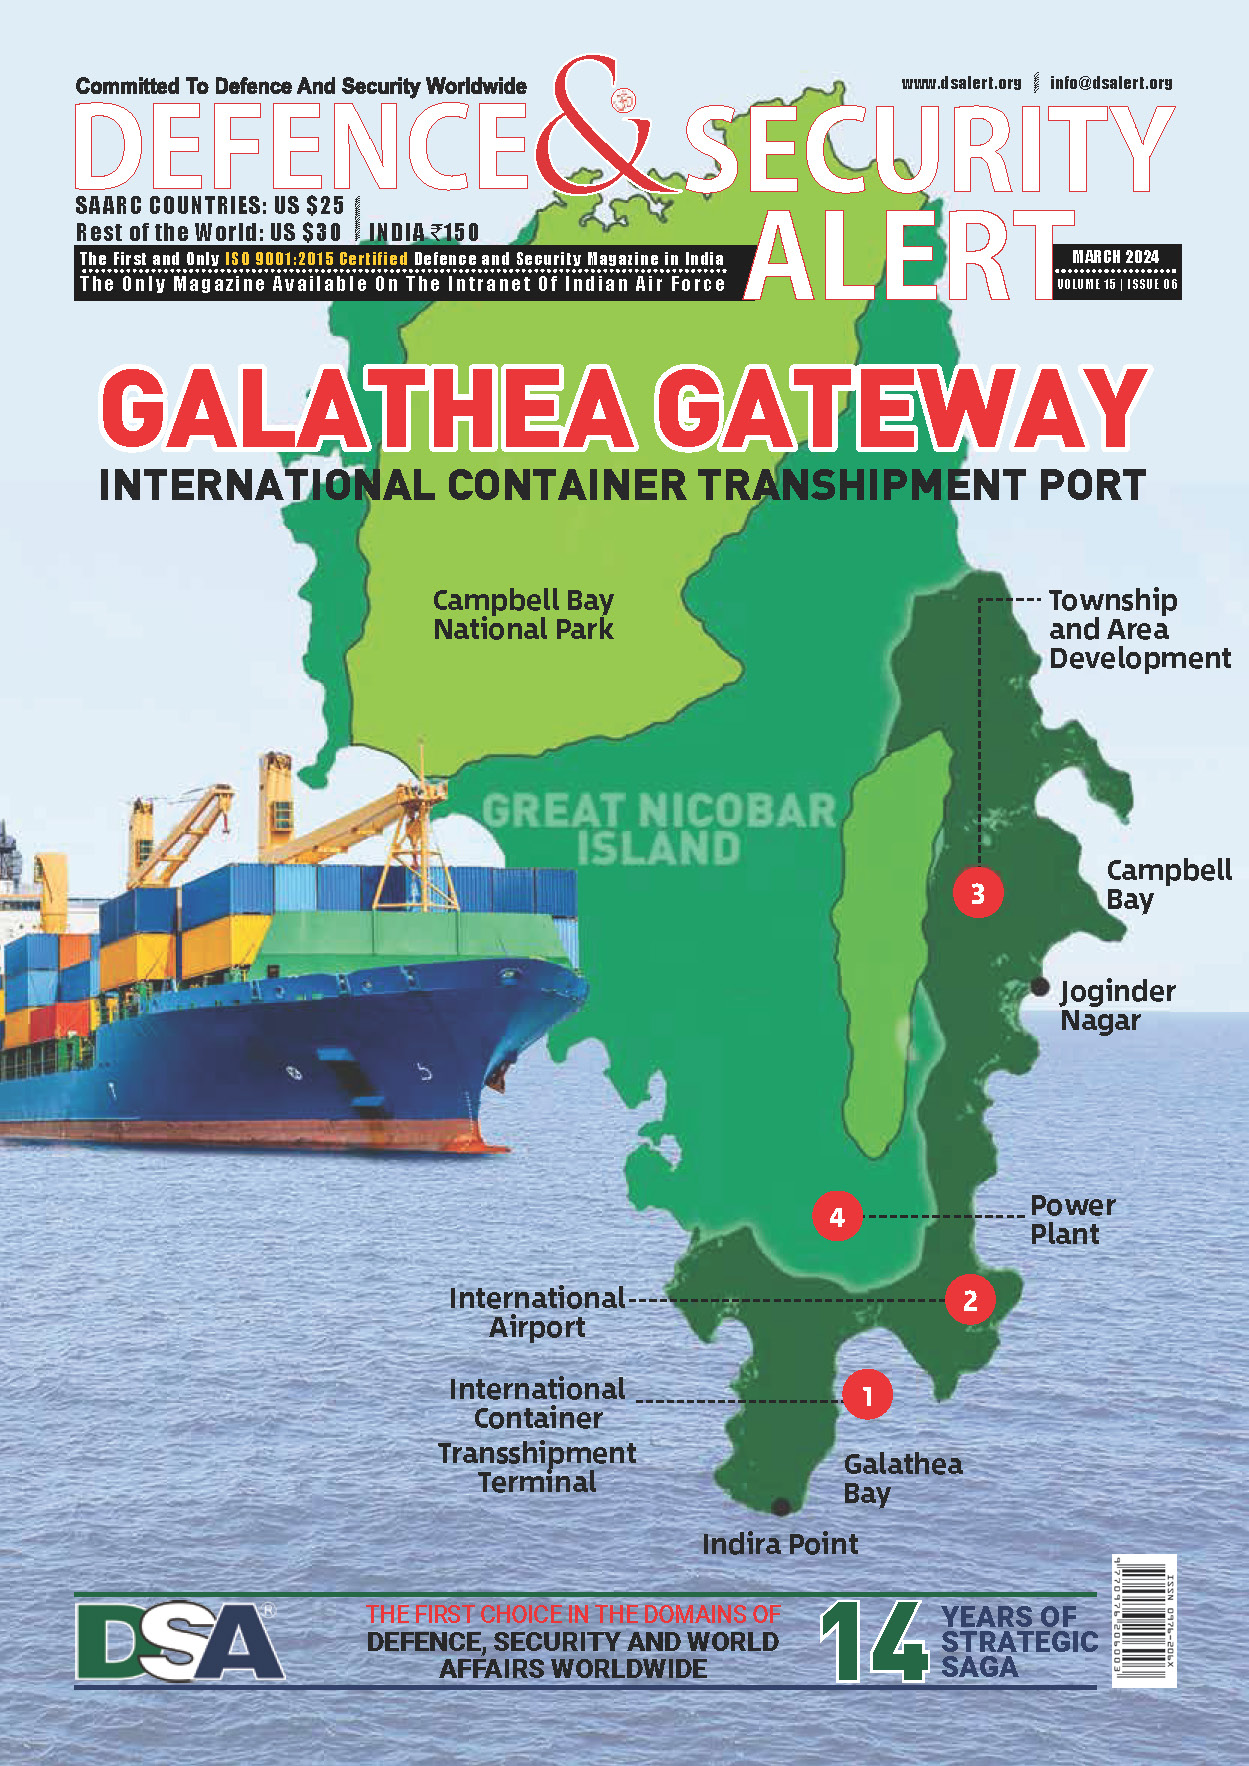 Committed To Defence And Security Worldwide
www.dsalert.org | info@dsalert.org
DEFENCE & SECURITY
ALERT
SAARC COUNTRIES: US $25
Rest of the World: US $30 | INDIA ₹150
The First and Only ISO 9001:2015 Certified Defence and Security Magazine in India
The Only Magazine Available On The Intranet Of Indian Air Force
MARCH 2024
VOLUME 15 | ISSUE 06
GALATHEA GATEWAY
INTERNATIONAL CONTAINER TRANSHIPMENT PORT
Campbell Bay
National Park
Township
and Area
Development
GREAT NICOBAR
ISLAND
3
Campbell
Bay
Joginder
Nagar
4
Power
Plant
International
Airport
2
International
Container
Transshipment
Terminal
1
Galathea
Bay
Indira Point
DSA®
THE FIRST CHOICE IN THE DOMAINS OF
DEFENCE, SECURITY AND WORLD
AFFAIRS WORLDWIDE
14
YEARS OF
STRATEGIC
SAGA
ISSN 0976-206X
9770976206003